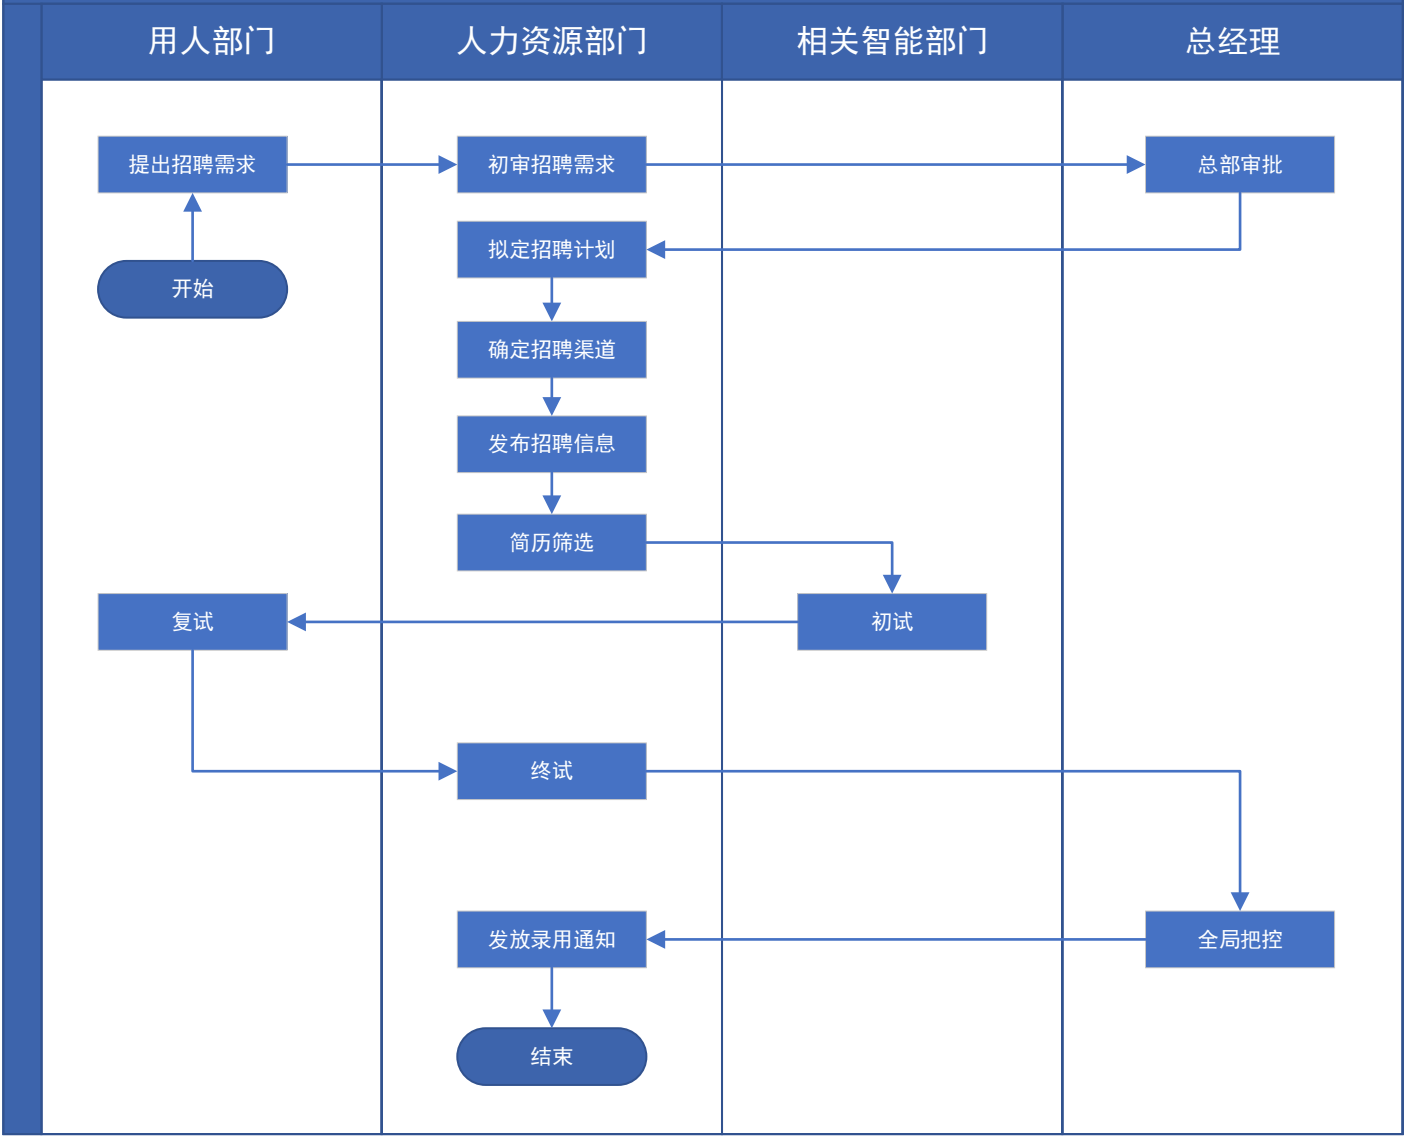 用人部门
人力资源部门
相关智能部门
总经理
提出招聘需求
初审招聘需求
总部审批
拟定招聘计划
开始
确定招聘渠道
发布招聘信息
简历筛选
复试
初试
终试
发放录用通知
全局把控
结束